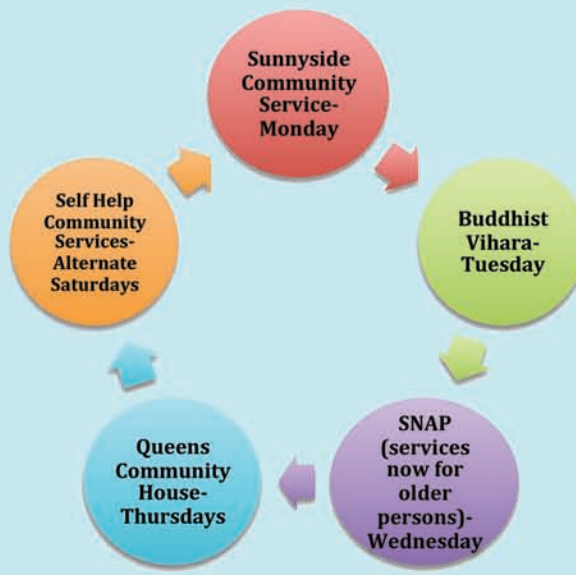 Sunnyside
Community
Service-
Monday
Buddhist
Vihara-
Tuesday
SNAP
(services
now for
older
persons)-
Wednesday
Queens
Community
House-
Thursdays
Self Help
Community
Services-
Alternate
Saturdays